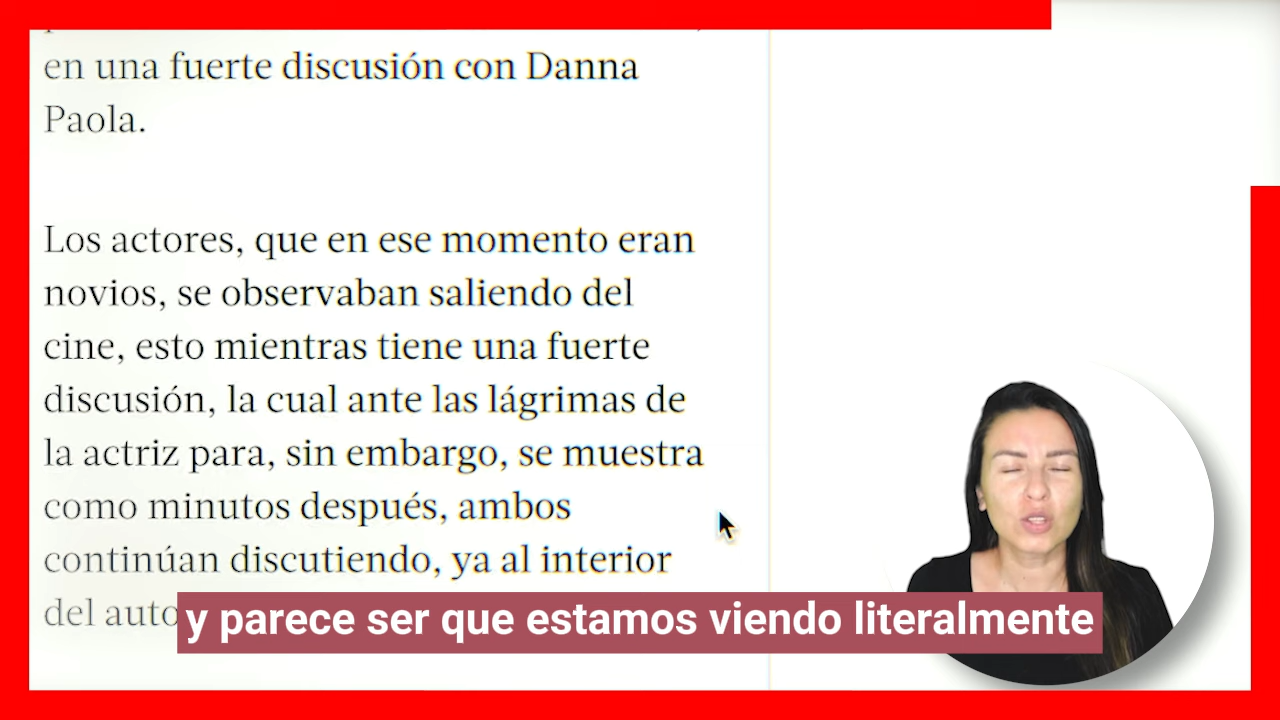 en una fuerte discusión con Danna
Paola.
Los actores, que en ese momento eran
novios, se observaban saliendo del
cine, esto mientras tiene una fuerte
discusión, la cual ante las lágrimas de
la actriz para, sin embargo, se muestra
como minutos después, ambos
continúan discutiendo, ya al interior
del auto
y parece ser que estamos viendo literalmente